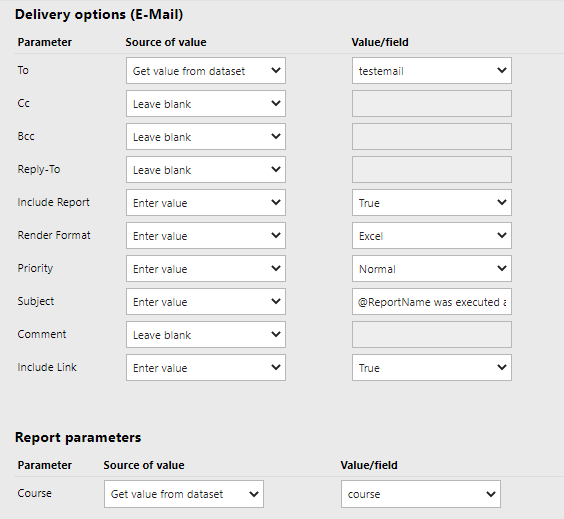 Delivery options (E-Mail)
Parameter Source of value Value/field
To Get value from dataset testemail
Cc Leave blank
Bcc Leave blank
Reply-To Leave blank
Include Report Enter value True
Render Format Enter value Excel
Priority Enter value Normal
Subject Enter value @ReportName was executed a
Comment Leave blank
Include Link Enter value True
Report parameters
Parameter Source of value Value/field
Course Get value from dataset course